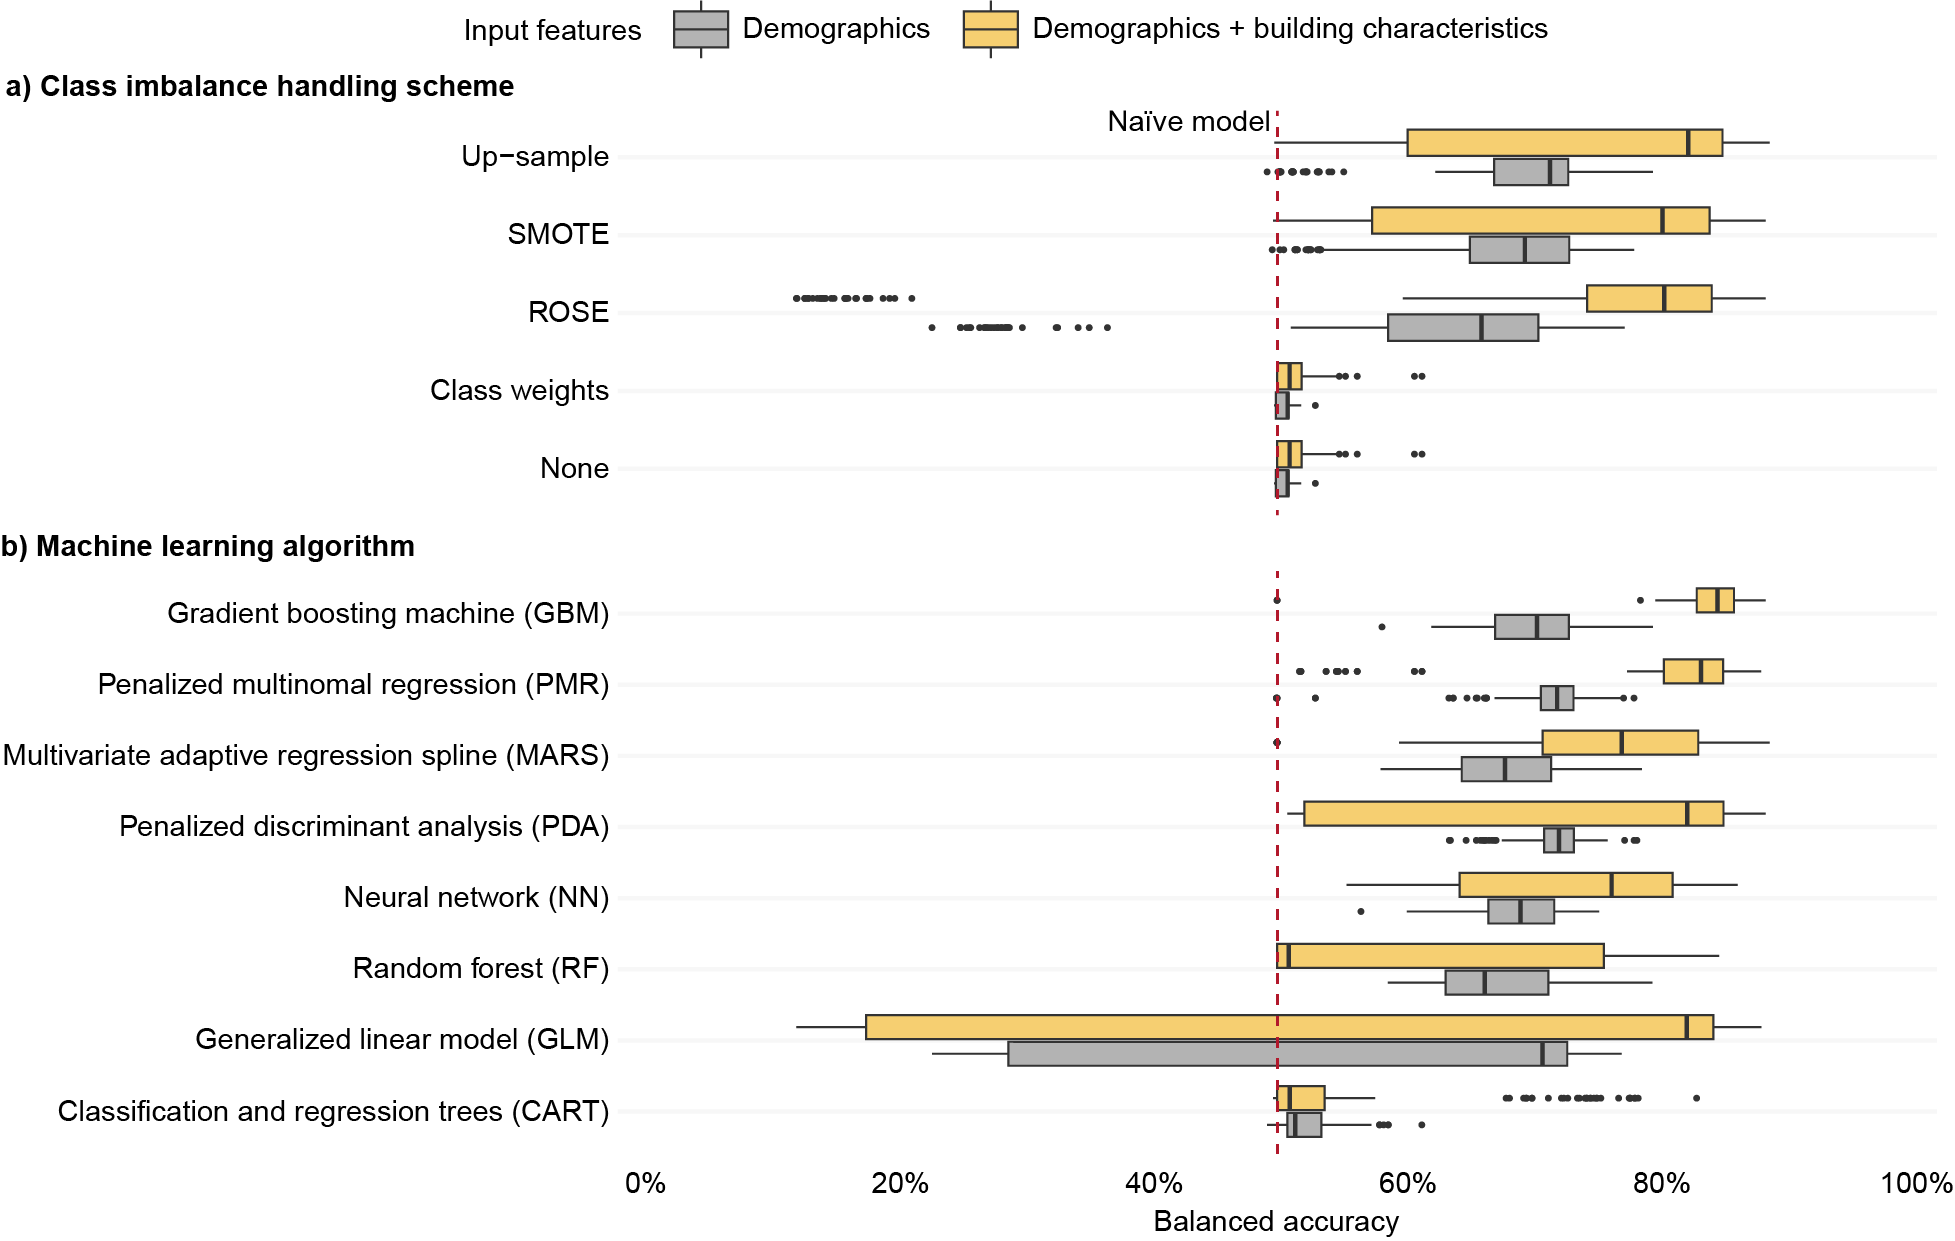 Input features Demographics Demographics + building characteristics
a) Class imbalance handling scheme
Naïve model
Up−sample
SMOTE
ROSE
Class weights
None
b) Machine learning algorithm
Gradient boosting machine (GBM)
Penalized multinomal regression (PMR)
Multivariate adaptive regression spline (MARS)
Penalized discriminant analysis (PDA)
Neural network (NN)
Random forest (RF)
Generalized linear model (GLM)
Classification and regression trees (CART)
0% 20% 40% 60% 80% 100%
Balanced accuracy